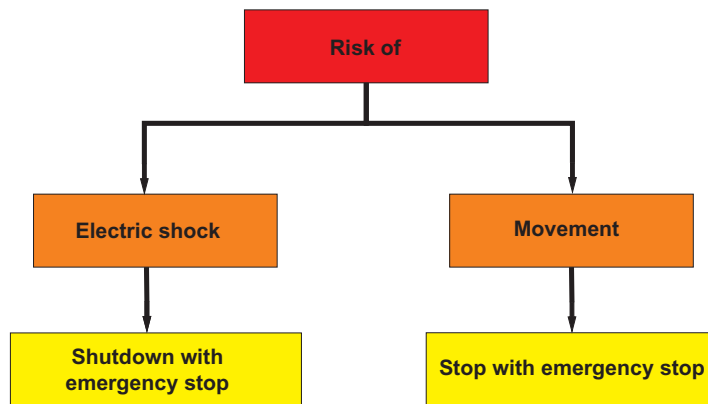 Risk of
Electric shock
Movement
Shutdown with
emergency stop
Stop with emergency stop